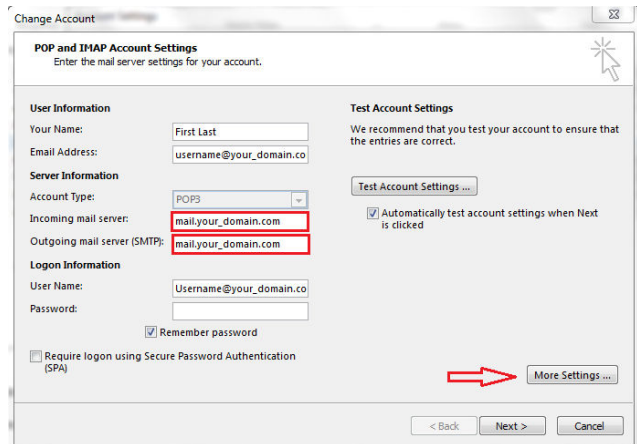 Change Account
POP and IMAP Account Settings
Enter the mail server settings for your account.
User Information
Your Name:
First Last
Email Address:
username@your_domain.co
Server Information
Account Type:
POP3
Incoming mail server:
mail.your_domain.com
Outgoing mail server (SMTP):
mail.your_domain.com
Logon Information
User Name:
Username@your_domain.co
Password:
Remember password
Require logon using Secure Password Authentication
(SPA)
Test Account Settings
We recommend that you test your account to ensure that
the entries are correct.
Test Account Settings ...
Automatically test account settings when Next
is clicked
More Settings ...
< Back
Next >
Cancel